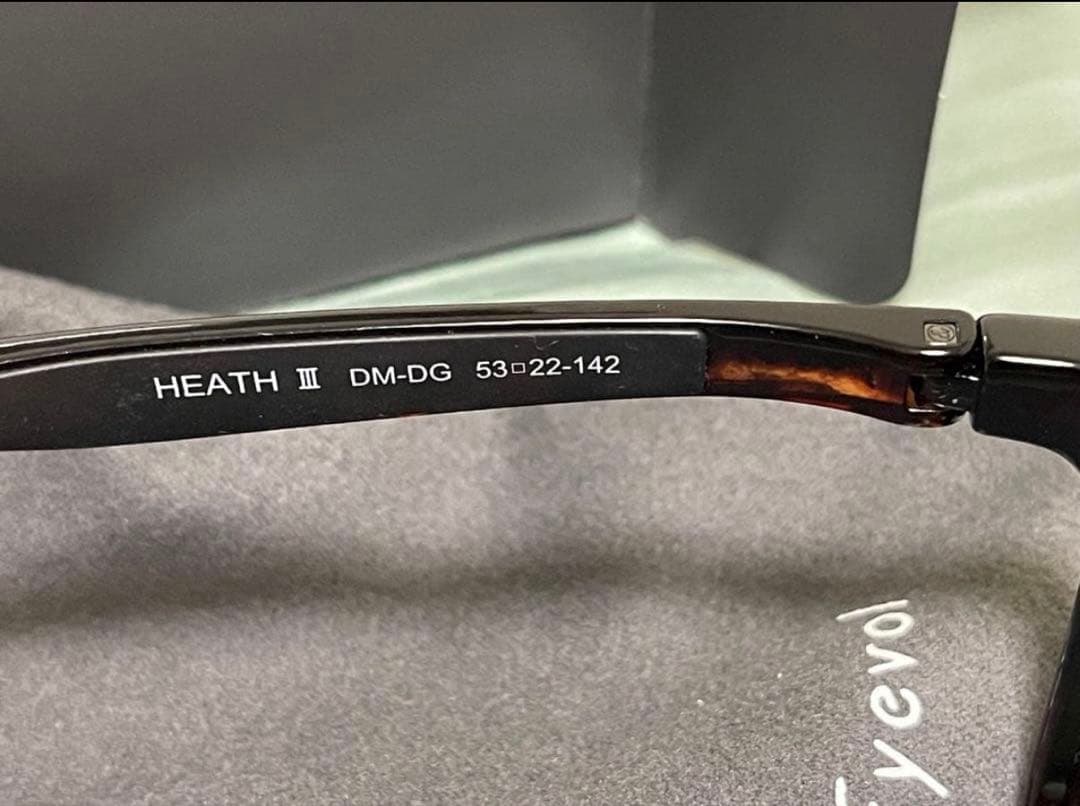 HEATH Ⅲ DM-DG 53□22-142
Eyevol